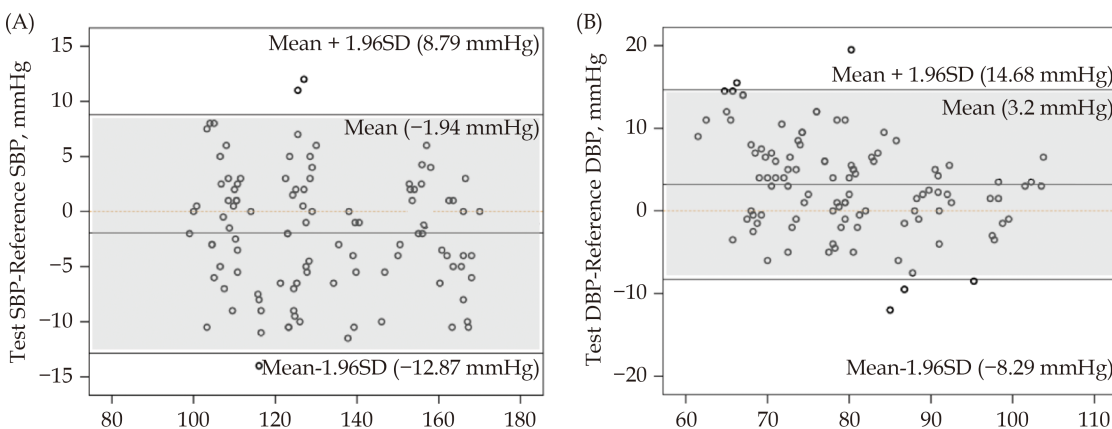 (A)
Test SBP-Reference SBP, mmHg
15
10
5
0
−5
−10
−15
Mean + 1.96SD (8.79 mmHg)
Mean (−1.94 mmHg)
Mean-1.96SD (−12.87 mmHg)
80 100 120 140 160 180
(B)
Test DBP-Reference DBP, mmHg
20
10
0
−10
−20
Mean + 1.96SD (14.68 mmHg)
Mean (3.2 mmHg)
Mean-1.96SD (−8.29 mmHg)
60 70 80 90 100 110